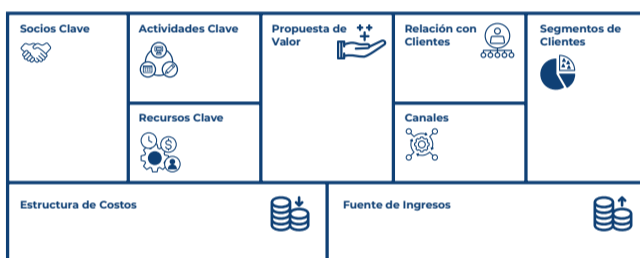 Socios Clave
Actividades Clave
Propuesta de
Valor
Relación con
Clientes
Segmentos de
Clientes
Recursos Clave
Canales
Estructura de Costos
Fuente de Ingresos